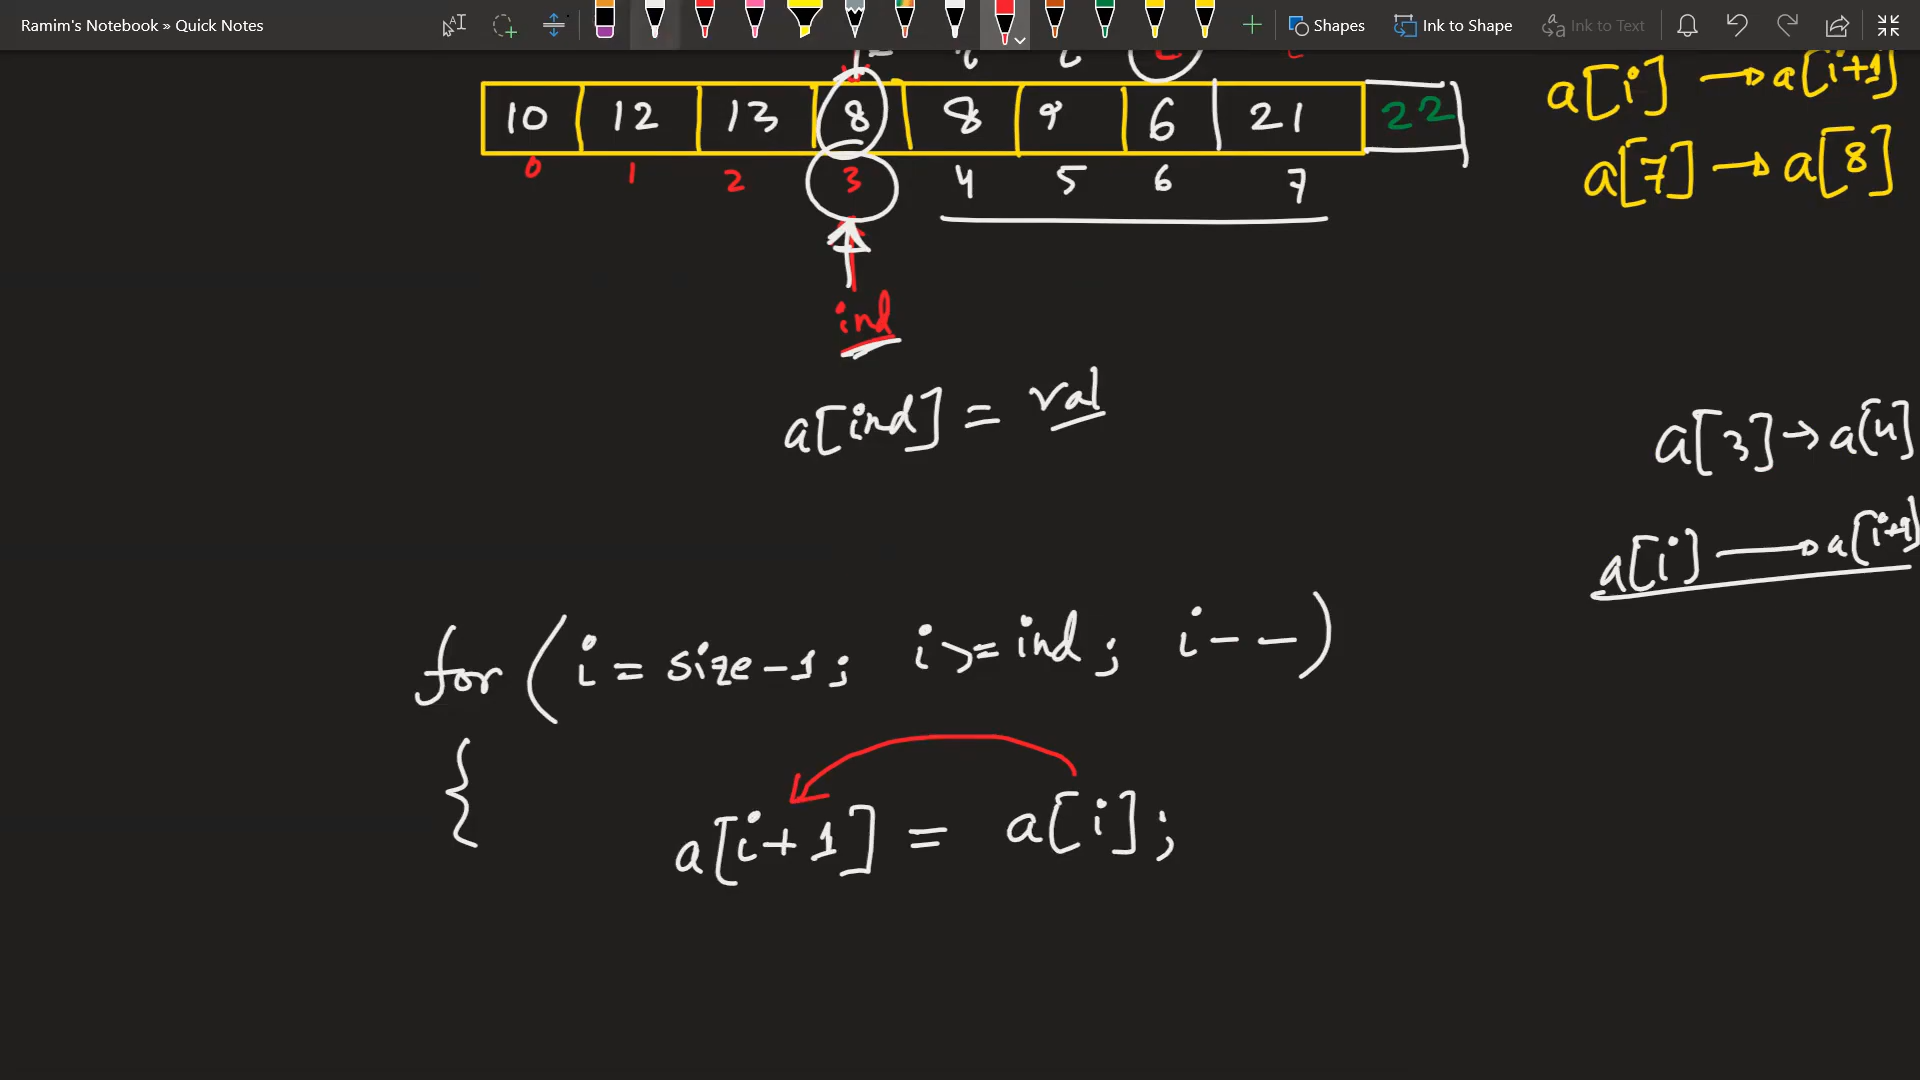 Ramim's Notebook » Quick Notes
Shapes
Ink to Shape
Ink to Text
10 12 13 8 8 9 6 21 22
0 1 2 3 4 5 6 7
a[i] → a[i+1]
a[7] → a[8]
ind
a[ind] = val
a[3] → a[4]
a[i] → a[i+1]
for ( i = size-1; i >= ind; i-- )
{
a[i+1] = a[i];